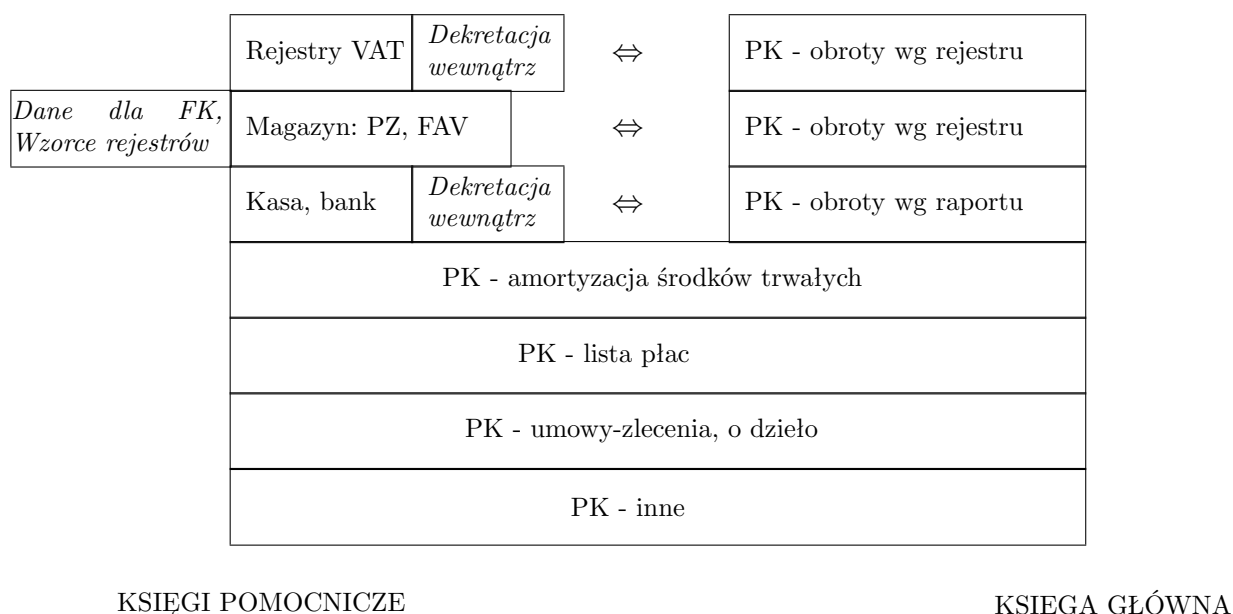 Rejestry VAT
Dekretacja
wewnątrz
⇔
PK - obroty wg rejestru
Dane dla FK,
Wzorce rejestrów
Magazyn: PZ, FAV
⇔
PK - obroty wg rejestru
Kasa, bank
Dekretacja
wewnątrz
⇔
PK - obroty wg raportu
PK - amortyzacja środków trwałych
PK - lista płac
PK - umowy-zlecenia, o dzieło
PK - inne
KSIĘGI POMOCNICZE
KSIĘGA GŁÓWNA